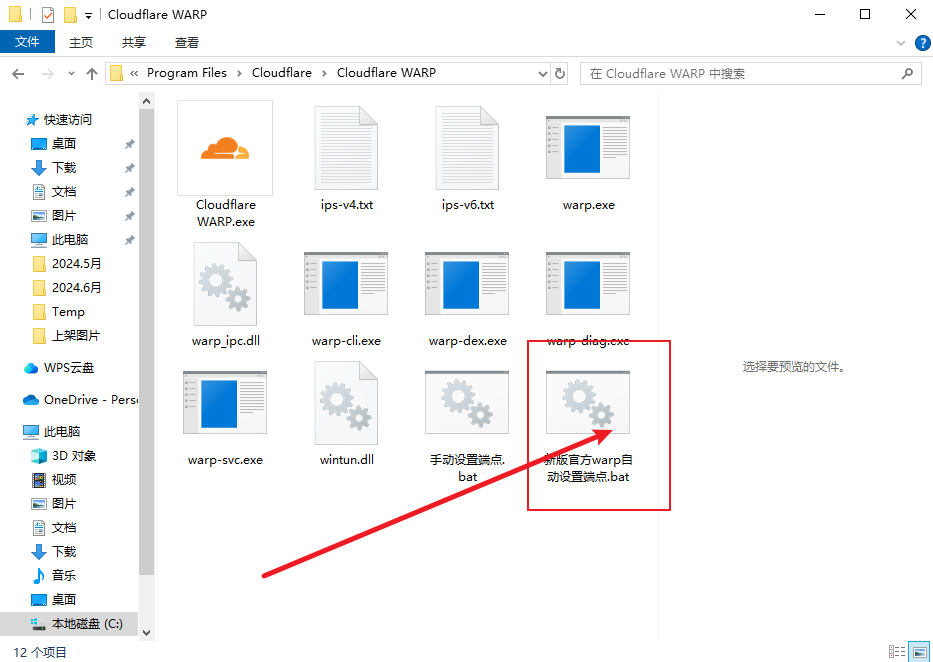 Cloudflare WARP
文件 主页 共享 查看
« Program Files › Cloudflare › Cloudflare WARP
在 Cloudflare WARP 中搜索
快速访问
桌面
下载
文档
图片
此电脑
2024.5月
2024.6月
Temp
上架图片
WPS云盘
OneDrive - Pers
此电脑
3D 对象
视频
图片
文档
下载
音乐
桌面
本地磁盘 (C:)
Cloudflare
WARP.exe
ips-v4.txt
ips-v6.txt
warp.exe
warp_ipc.dll
warp-cli.exe
warp-dex.exe
warp-diag.exe
warp-svc.exe
wintun.dll
手动设置端点.
bat
新版官方warp自
动设置端点.bat
选择要预览的文件。
12 个项目